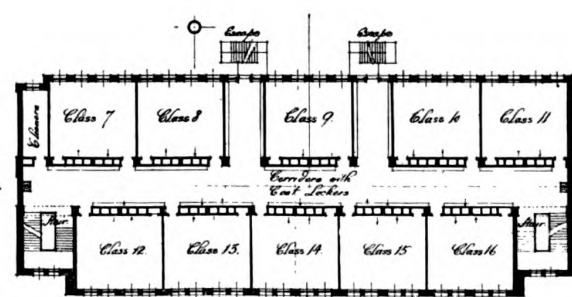 Escape
Escape
Cleaners
Class 7
Class 8
Class 9.
Class 10
Class 11
Corridors with
Coat Lockers
Stair
Class 12.
Class 13.
Class 14.
Class 15
Class 16
Stair